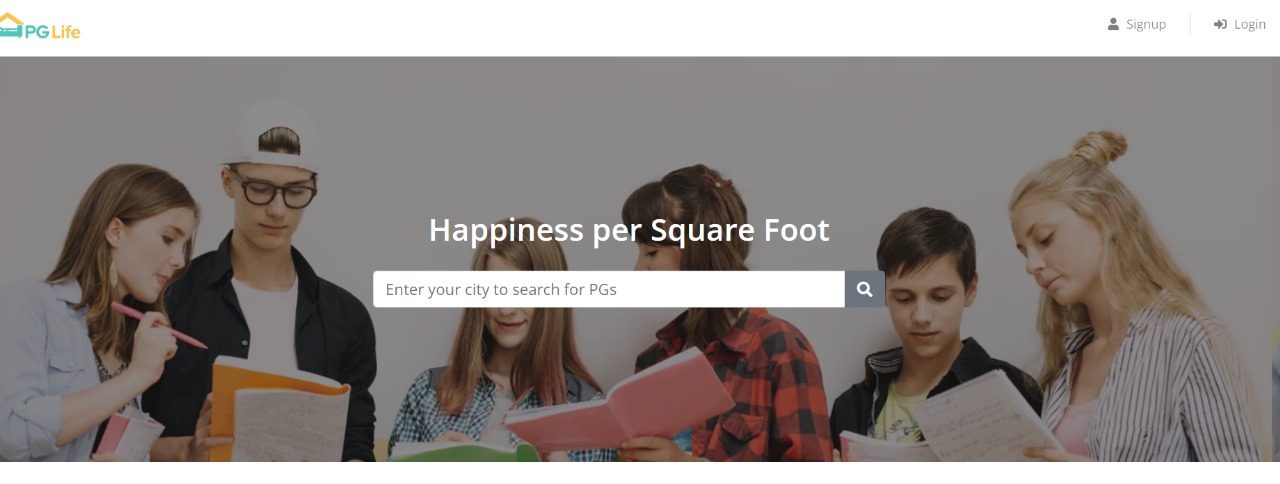 PG Life
Signup
Login
Happiness per Square Foot
Enter your city to search for PGs